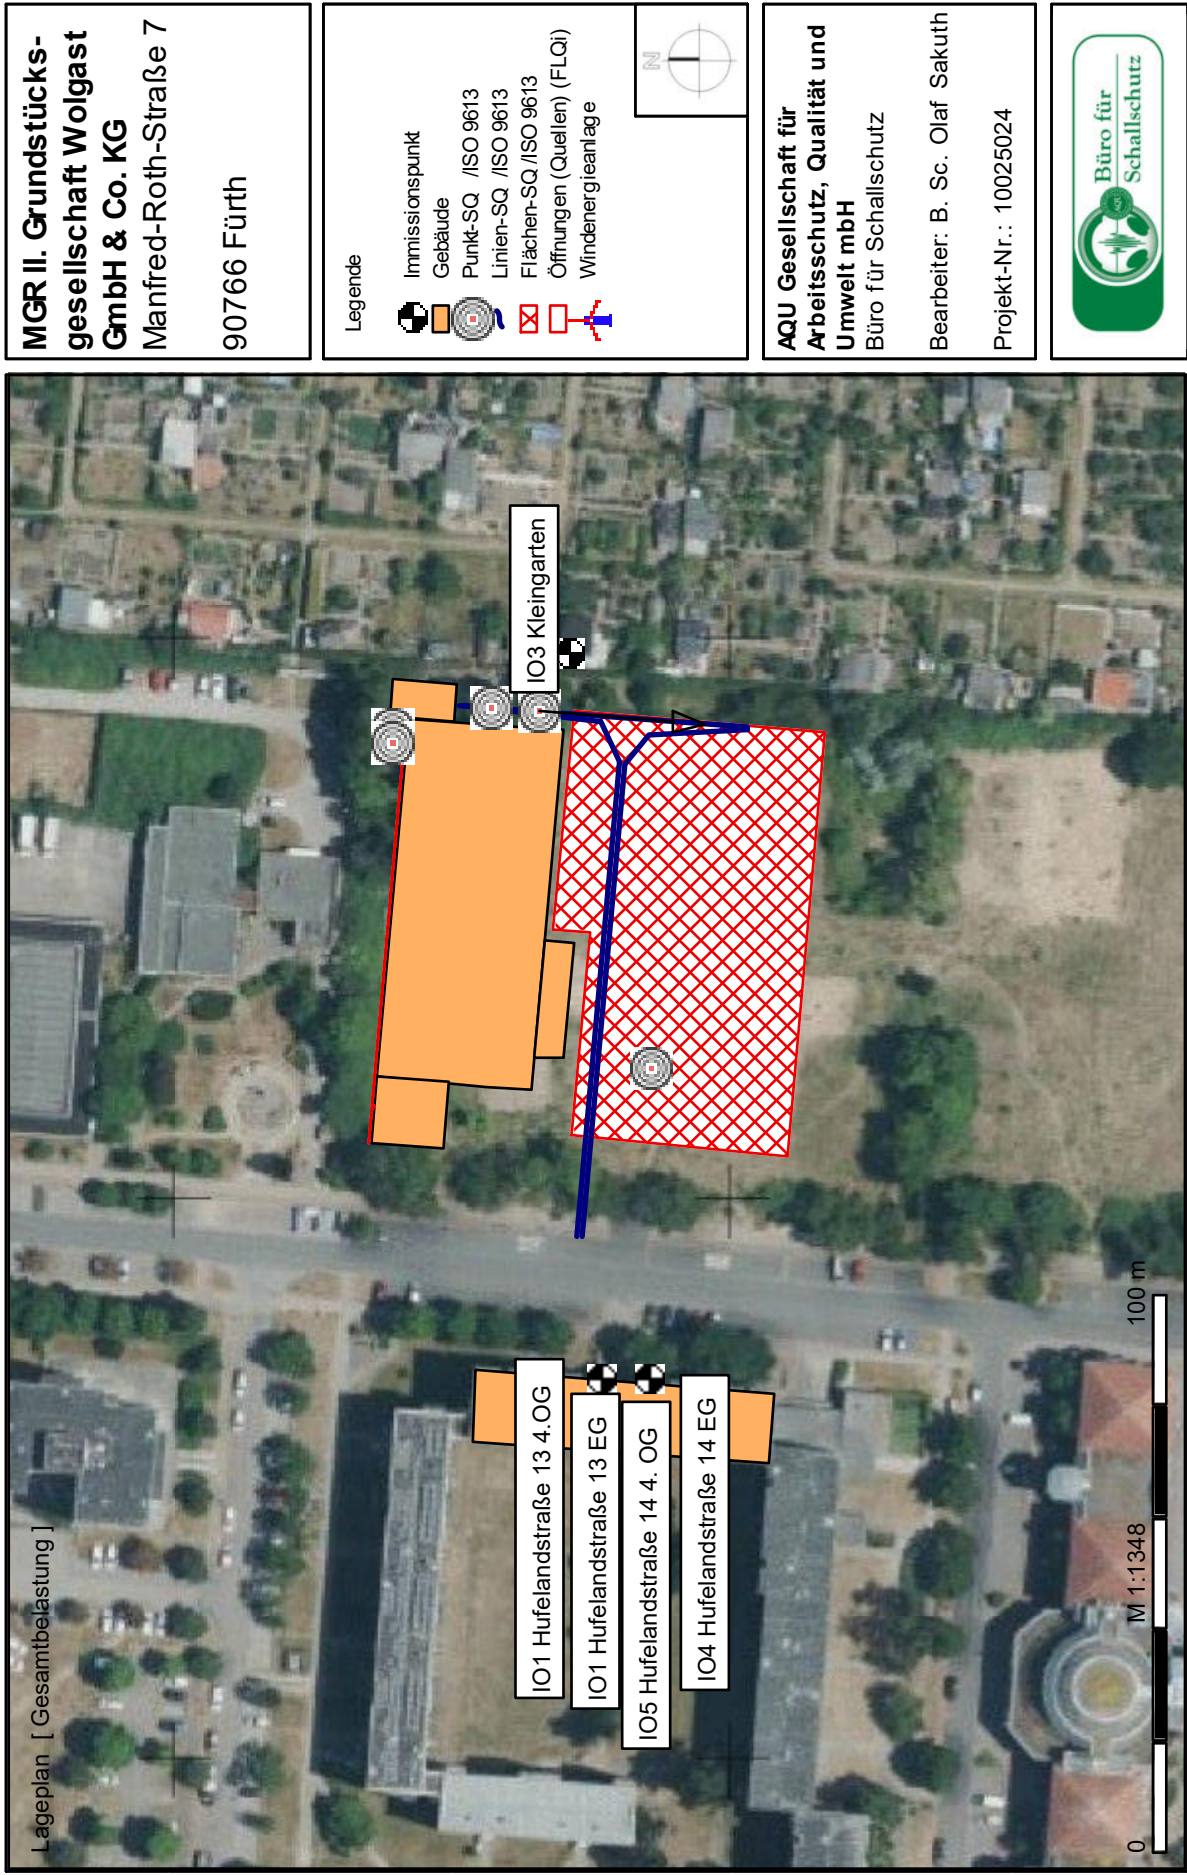 Lageplan [ Gesamtbelastung ]
IO1 Hufelandstraße 13 4.OG
IO1 Hufelandstraße 13 EG
IO5 Hufelandstraße 14 4. OG
IO4 Hufelandstraße 14 EG
IO3 Kleingarten
0
M 1:1348
100 m
MGR II. Grundstücks-
gesellschaft Wolgast
GmbH & Co. KG
Manfred-Roth-Straße 7
90766 Fürth
Legende
Immissionspunkt
Gebäude
Punkt-SQ /ISO 9613
Linien-SQ /ISO 9613
Flächen-SQ /ISO 9613
Öffnungen (Quellen) (FLQi)
Windenergieanlage
N
AQU Gesellschaft für
Arbeitsschutz, Qualität und
Umwelt mbH
Büro für Schallschutz
Bearbeiter: B. Sc. Olaf Sakuth
Projekt-Nr.: 10025024
AQU
Büro für
Schallschutz